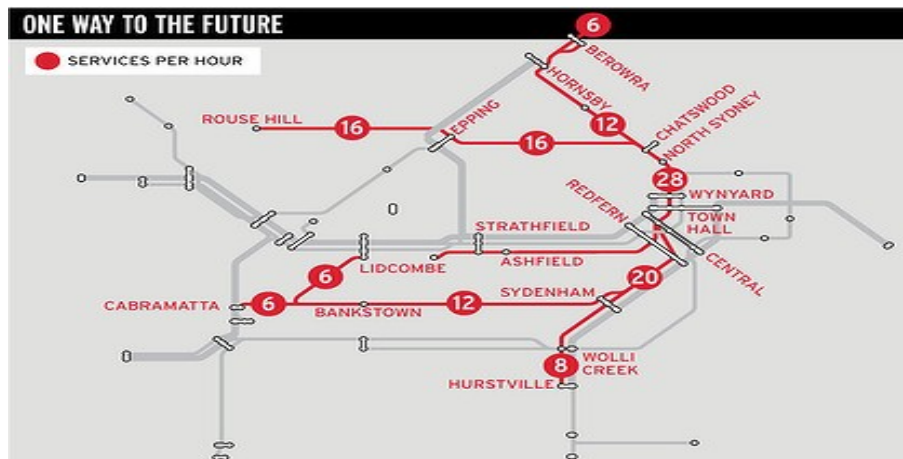 ONE WAY TO THE FUTURE
SERVICES PER HOUR
6
BEROWRA
HORNSBY
ROUSE HILL
16
EPPING
16
12
CHATSWOOD
NORTH SYDNEY
28
WYNYARD
REDFERN
TOWN
HALL
STRATHFIELD
CENTRAL
LIDCOMBE
ASHFIELD
6
20
CABRAMATTA
6
BANKSTOWN
12
SYDENHAM
WOLLI
CREEK
8
HURSTVILLE